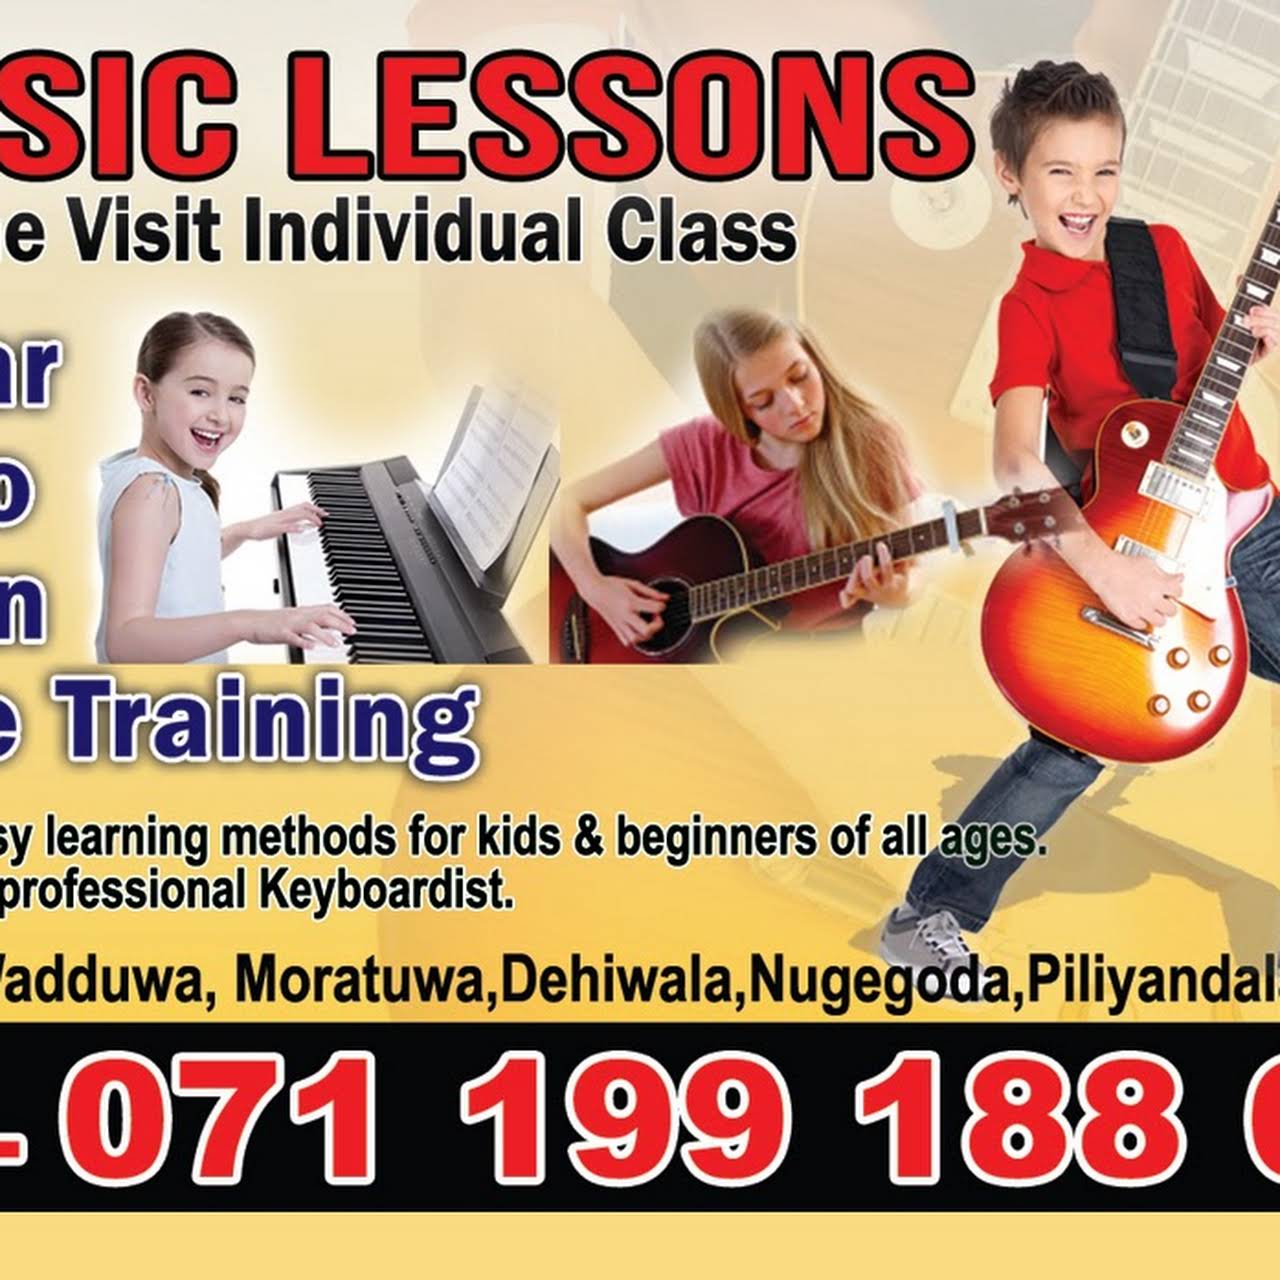 SIC LESSONS
e Visit Individual Class
ar
o
n
e Training
sy learning methods for kids & beginners of all ages.
professional Keyboardist.
Wadduwa, Moratuwa,Dehiwala,Nugegoda,Piliyandal
- 071 199 188